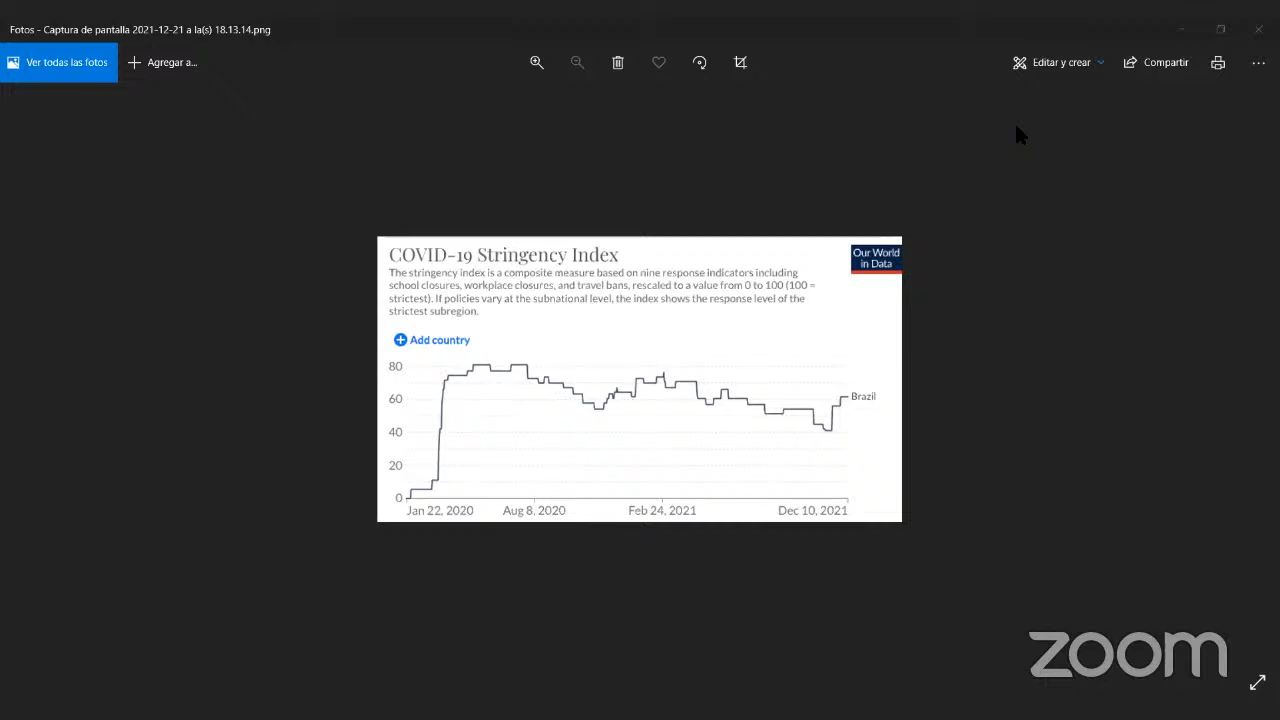 Fotos - Captura de pantalla 2021-12-21 a la(s) 18.13.14.png
Ver todas las fotos
Agregar a...
Editar y crear
Compartir
COVID-19 Stringency Index
Our World
in Data
The stringency index is a composite measure based on nine response indicators including
school closures, workplace closures, and travel bans, rescaled to a value from 0 to 100 (100 =
strictest). If policies vary at the subnational level, the index shows the response level of the
strictest subregion.
Add country
80
60
40
20
0
Brazil
Jan 22, 2020
Aug 8, 2020
Feb 24, 2021
Dec 10, 2021
zoom